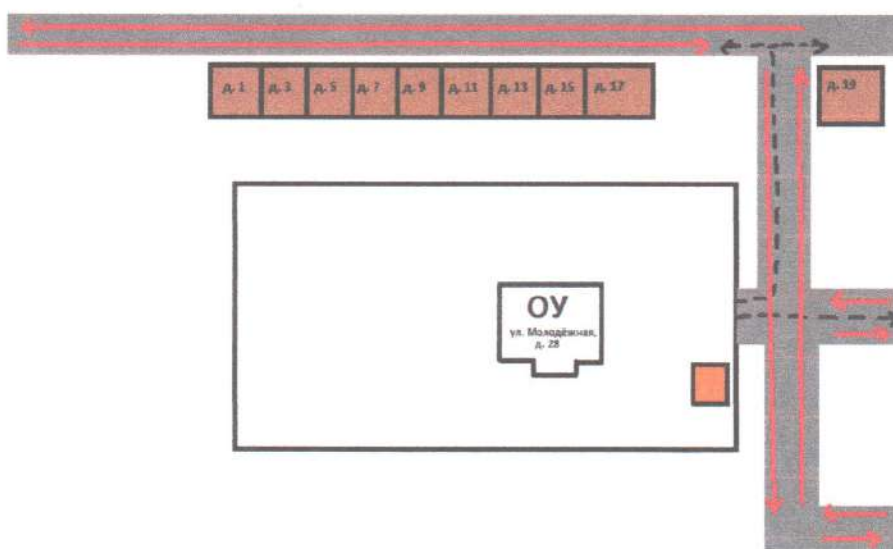 д. 1 д. 3 д. 5 д. 7 д. 9 д. 11 д. 13 д. 15 д. 17 д. 19
ОУ
ул. Молодёжная,
д. 28